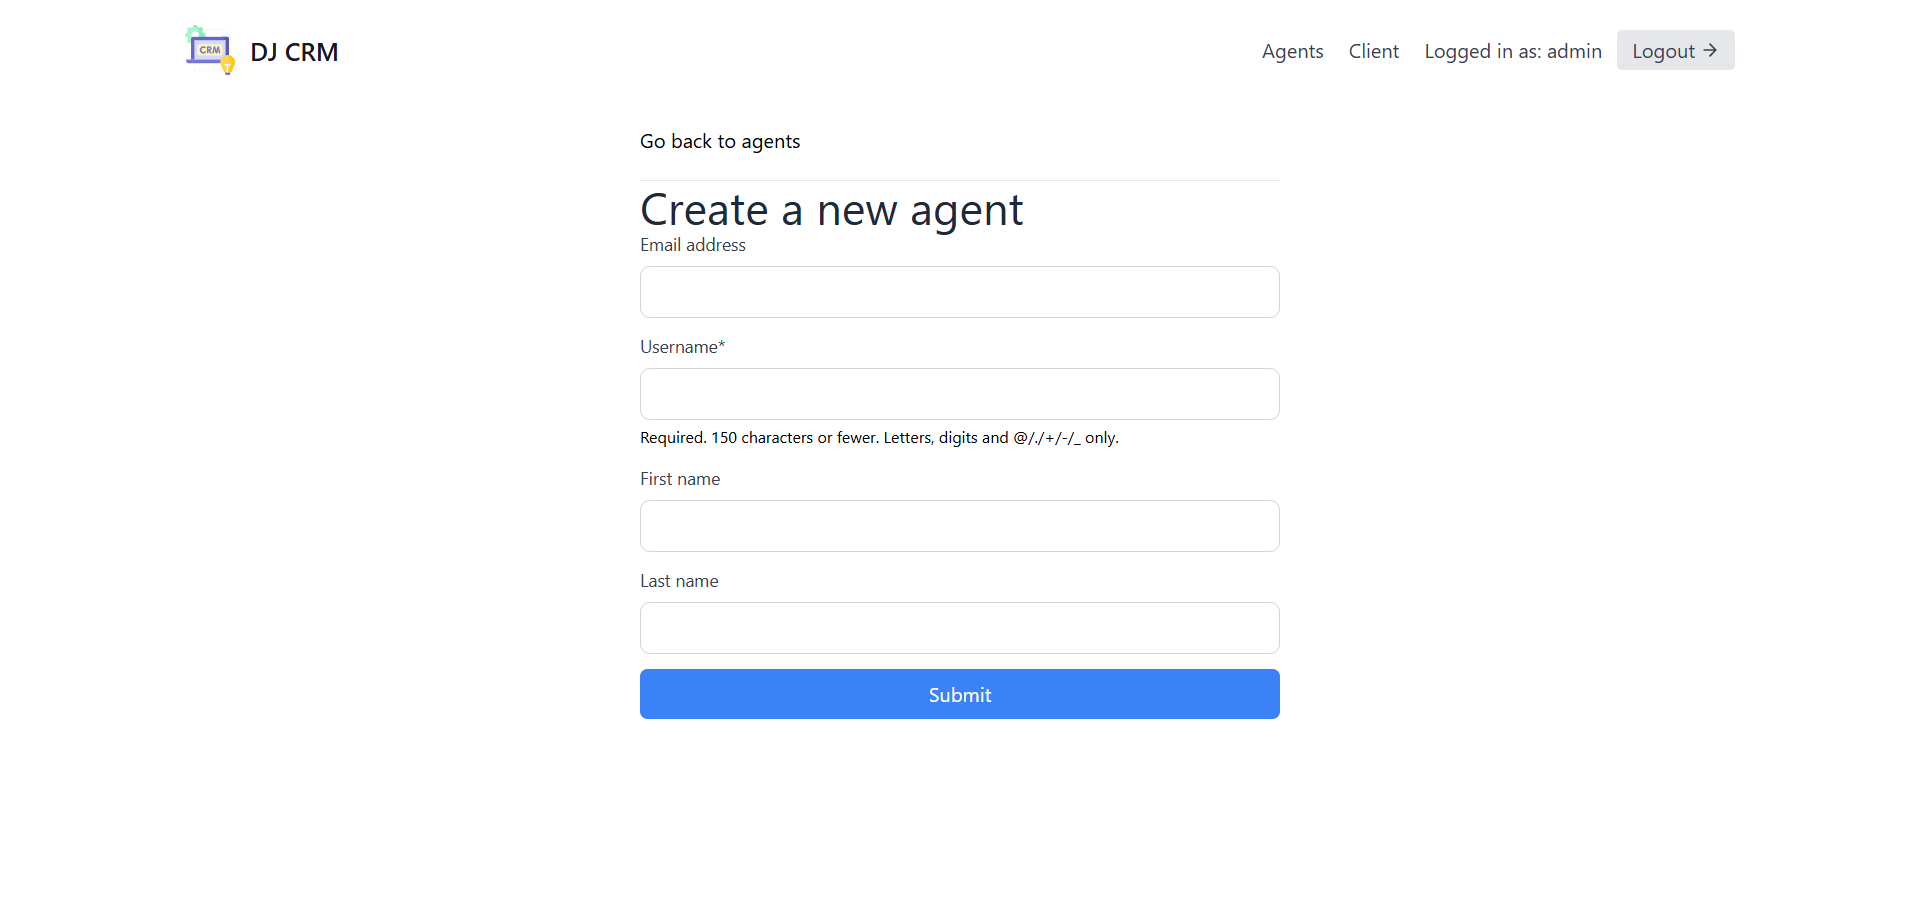 CRM
DJ CRM
Agents Client Logged in as: admin Logout →
Go back to agents
Create a new agent
Email address
Username*
Required. 150 characters or fewer. Letters, digits and @/./+/-/_ only.
First name
Last name
Submit